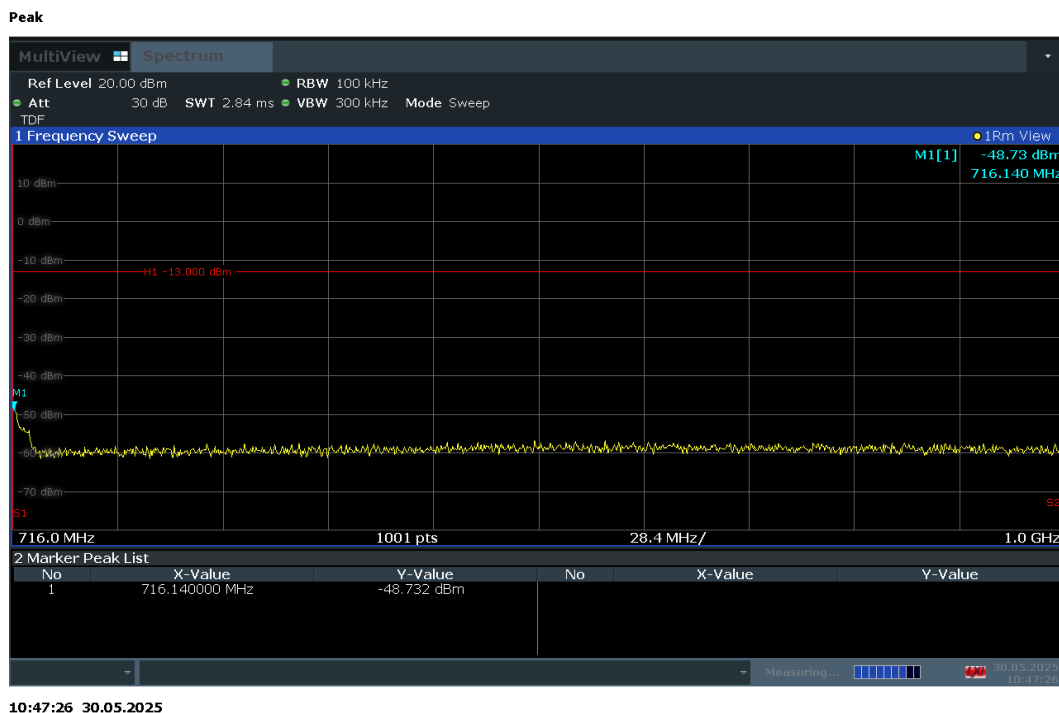 Peak
MultiView Spectrum
Ref Level 20.00 dBm RBW 100 kHz
Att 30 dB SWT 2.84 ms VBW 300 kHz Mode Sweep
TDF
1 Frequency Sweep 1Rm View
M1[1] -48.73 dBm
716.140 MHz
10 dBm
0 dBm
-10 dBm
H1 -13.000 dBm
-20 dBm
-30 dBm
-40 dBm
M1
-50 dBm
-60 dBm
-70 dBm
S2
S1
716.0 MHz 1001 pts 28.4 MHz/ 1.0 GHz
2 Marker Peak List
No X-Value Y-Value No X-Value Y-Value
1 716.140000 MHz -48.732 dBm
Measuring... 30.05.2025
10:47:26
10:47:26 30.05.2025